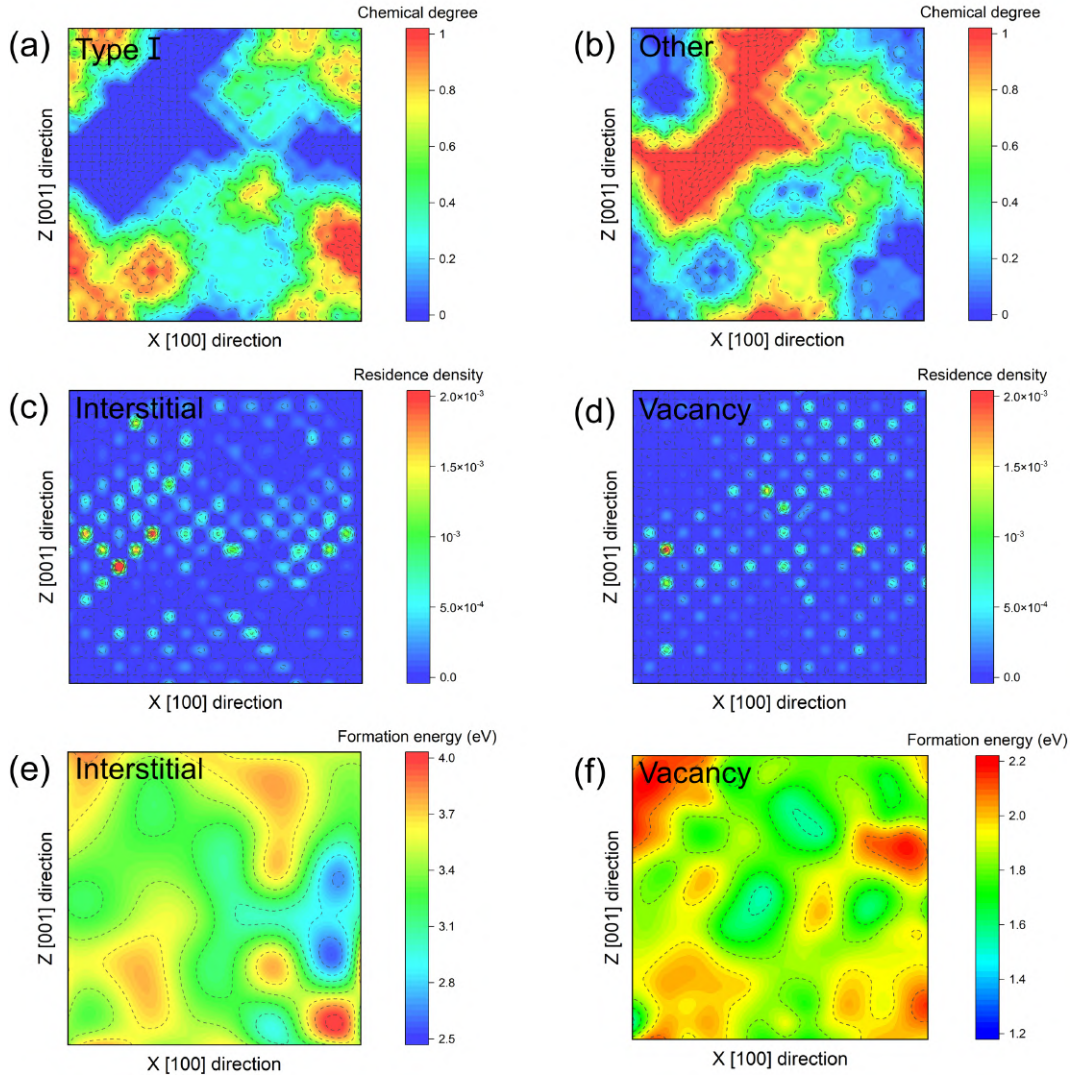 Chemical degree
(a)
Type I
1
0.8
0.6
0.4
0.2
0
Z [001] direction
X [100] direction
Chemical degree
(b)
Other
1
0.8
0.6
0.4
0.2
0
Z [001] direction
X [100] direction
Residence density
(c)
Interstitial
2.0×10⁻³
1.5×10⁻³
10⁻³
5.0×10⁻⁴
0.0
Z [001] direction
X [100] direction
Residence density
(d)
Vacancy
2.0×10⁻³
1.5×10⁻³
10⁻³
5.0×10⁻⁴
0.0
Z [001] direction
X [100] direction
Formation energy (eV)
(e)
Interstitial
4.0
3.7
3.4
3.1
2.8
2.5
Z [001] direction
X [100] direction
Formation energy (eV)
(f)
Vacancy
2.2
2.0
1.8
1.6
1.4
1.2
Z [001] direction
X [100] direction